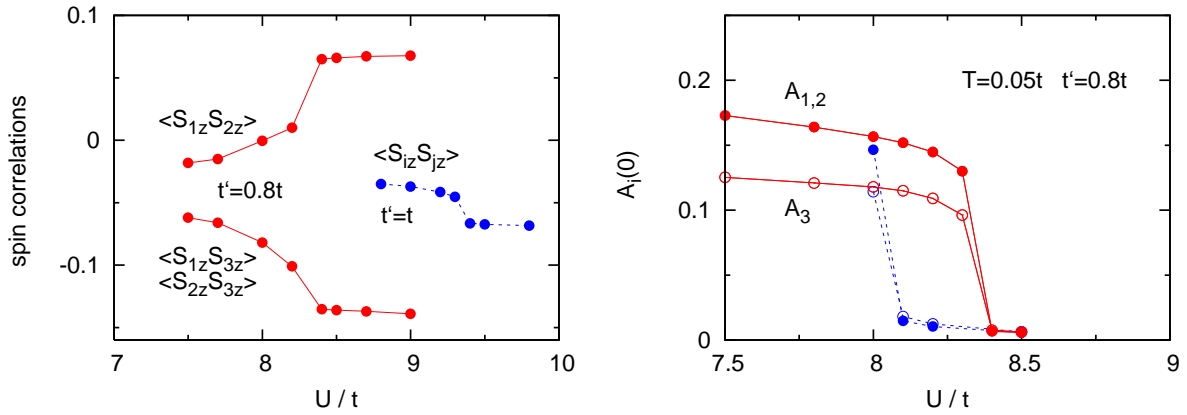 0.1
0
-0.1
spin correlations
<S1zS2z>
t‘=0.8t
<S1zS3z>
<S2zS3z>
<SizSjz>
t‘=t
7
8
9
10
U / t
0.2
0.1
0
Ai(0)
T=0.05t t‘=0.8t
A1,2
A3
7.5
8
8.5
9
U / t